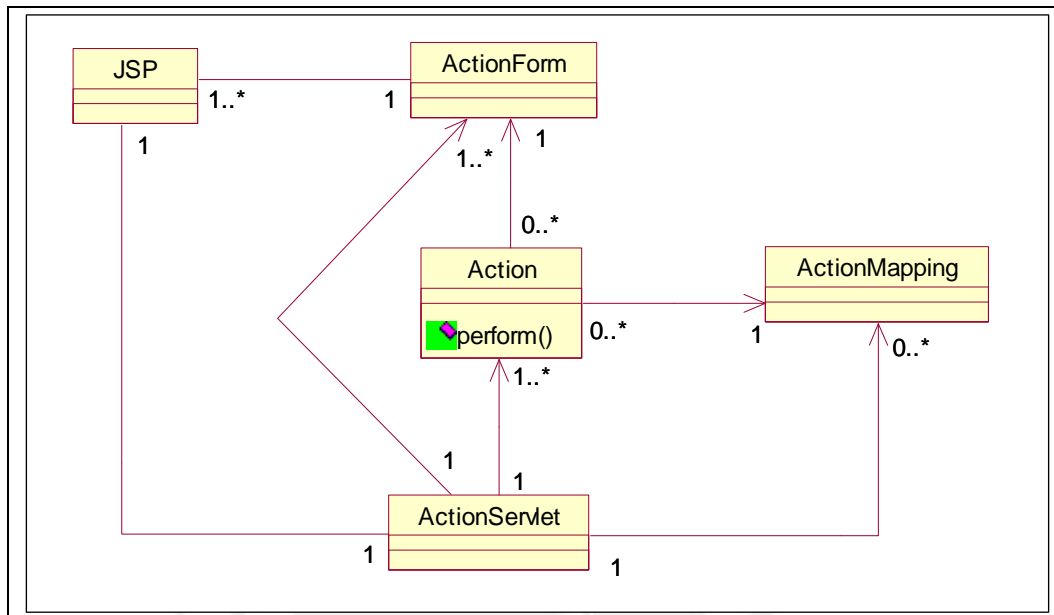 JSP
ActionForm
1..*
1
1
1..*
1
0..*
Action
ActionMapping
perform()
0..*
1
0..*
1..*
1
1
ActionServlet
1
1